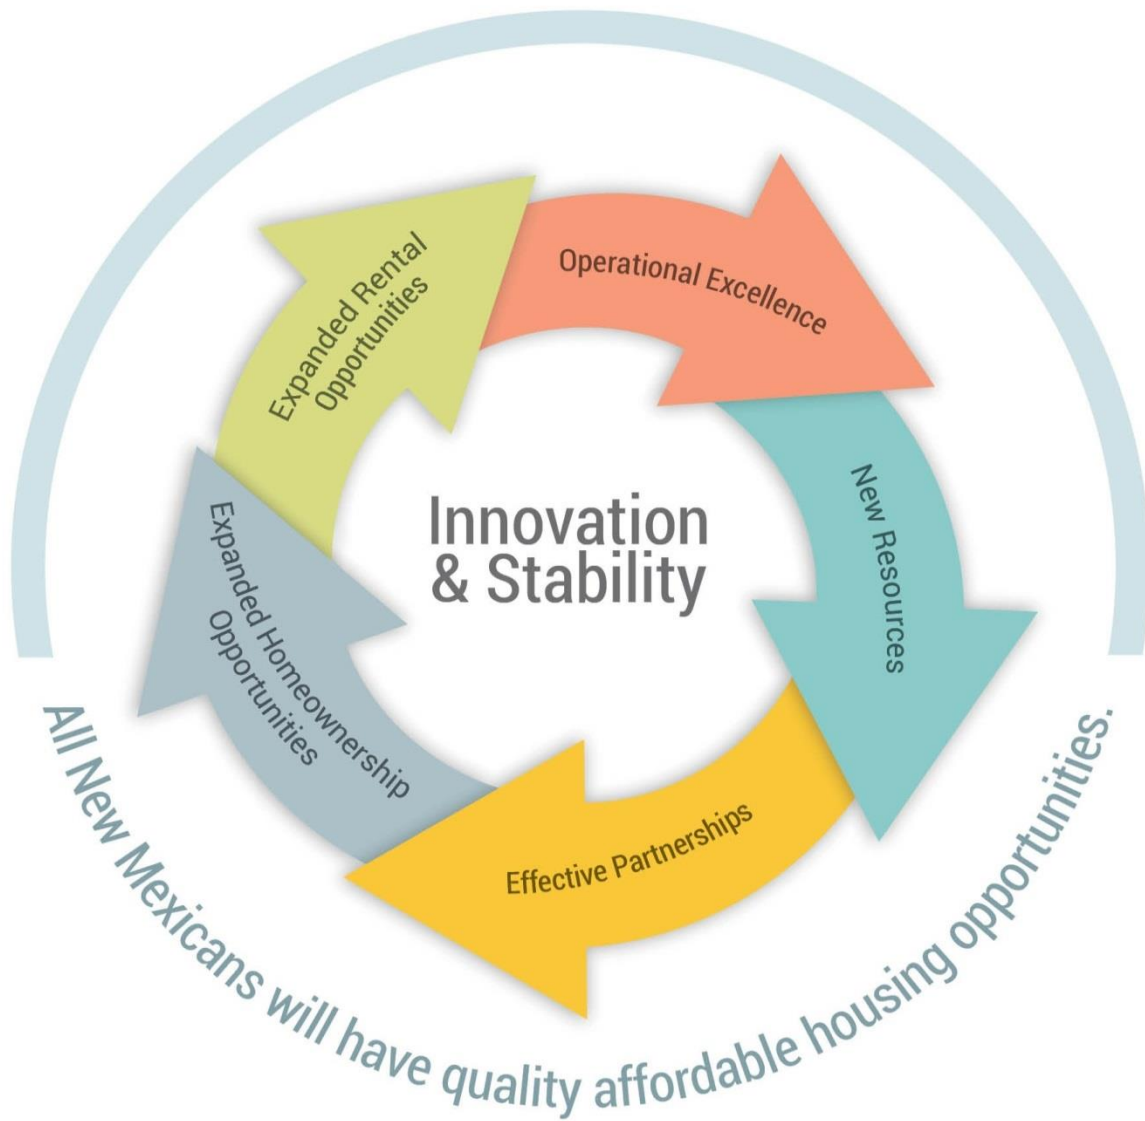 Operational Excellence
New Resources
Effective Partnerships
Expanded Homeownership
Opportunities
Expanded Rental
Opportunities
Innovation
& Stability
All New Mexicans will have quality affordable housing opportunities.